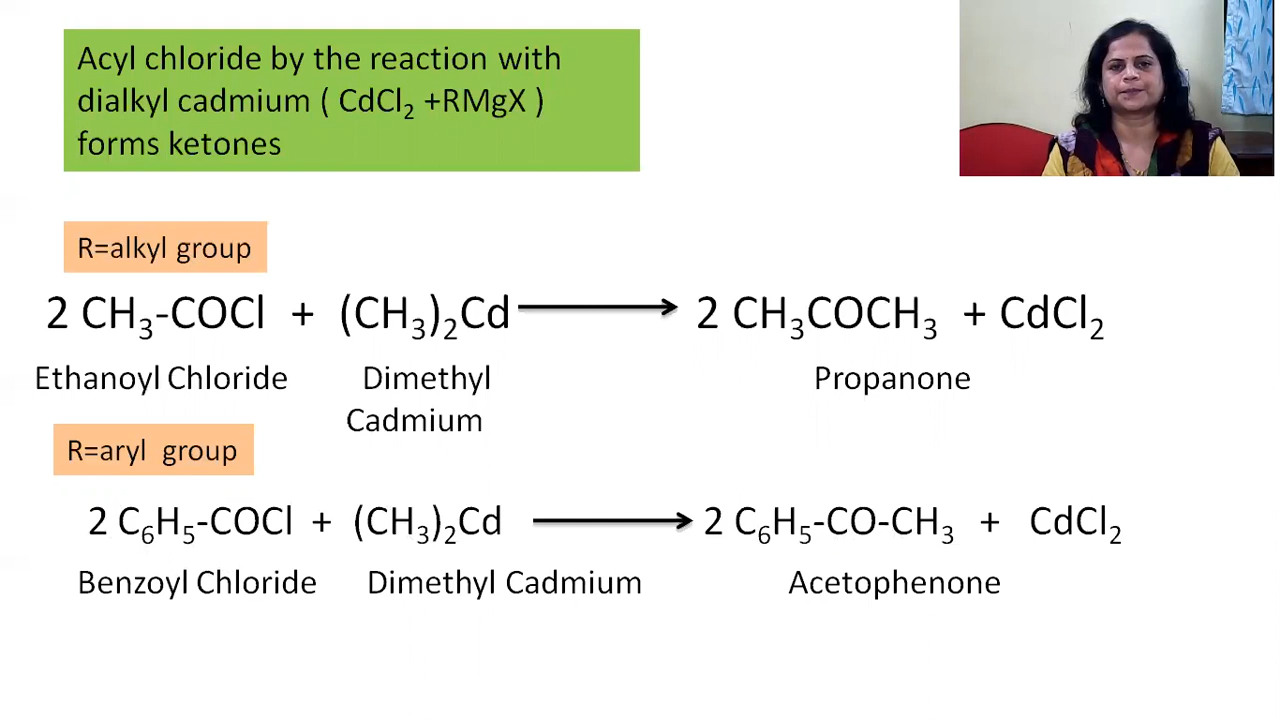 Acyl chloride by the reaction with
dialkyl cadmium ( CdCl₂ +RMgX )
forms ketones
R=alkyl group
2 CH₃-COCl + (CH₃)₂Cd ⟶ 2 CH₃COCH₃ + CdCl₂
Ethanoyl Chloride Dimethyl Propanone
Cadmium
R=aryl group
2 C₆H₅-COCl + (CH₃)₂Cd ⟶ 2 C₆H₅-CO-CH₃ + CdCl₂
Benzoyl Chloride Dimethyl Cadmium Acetophenone